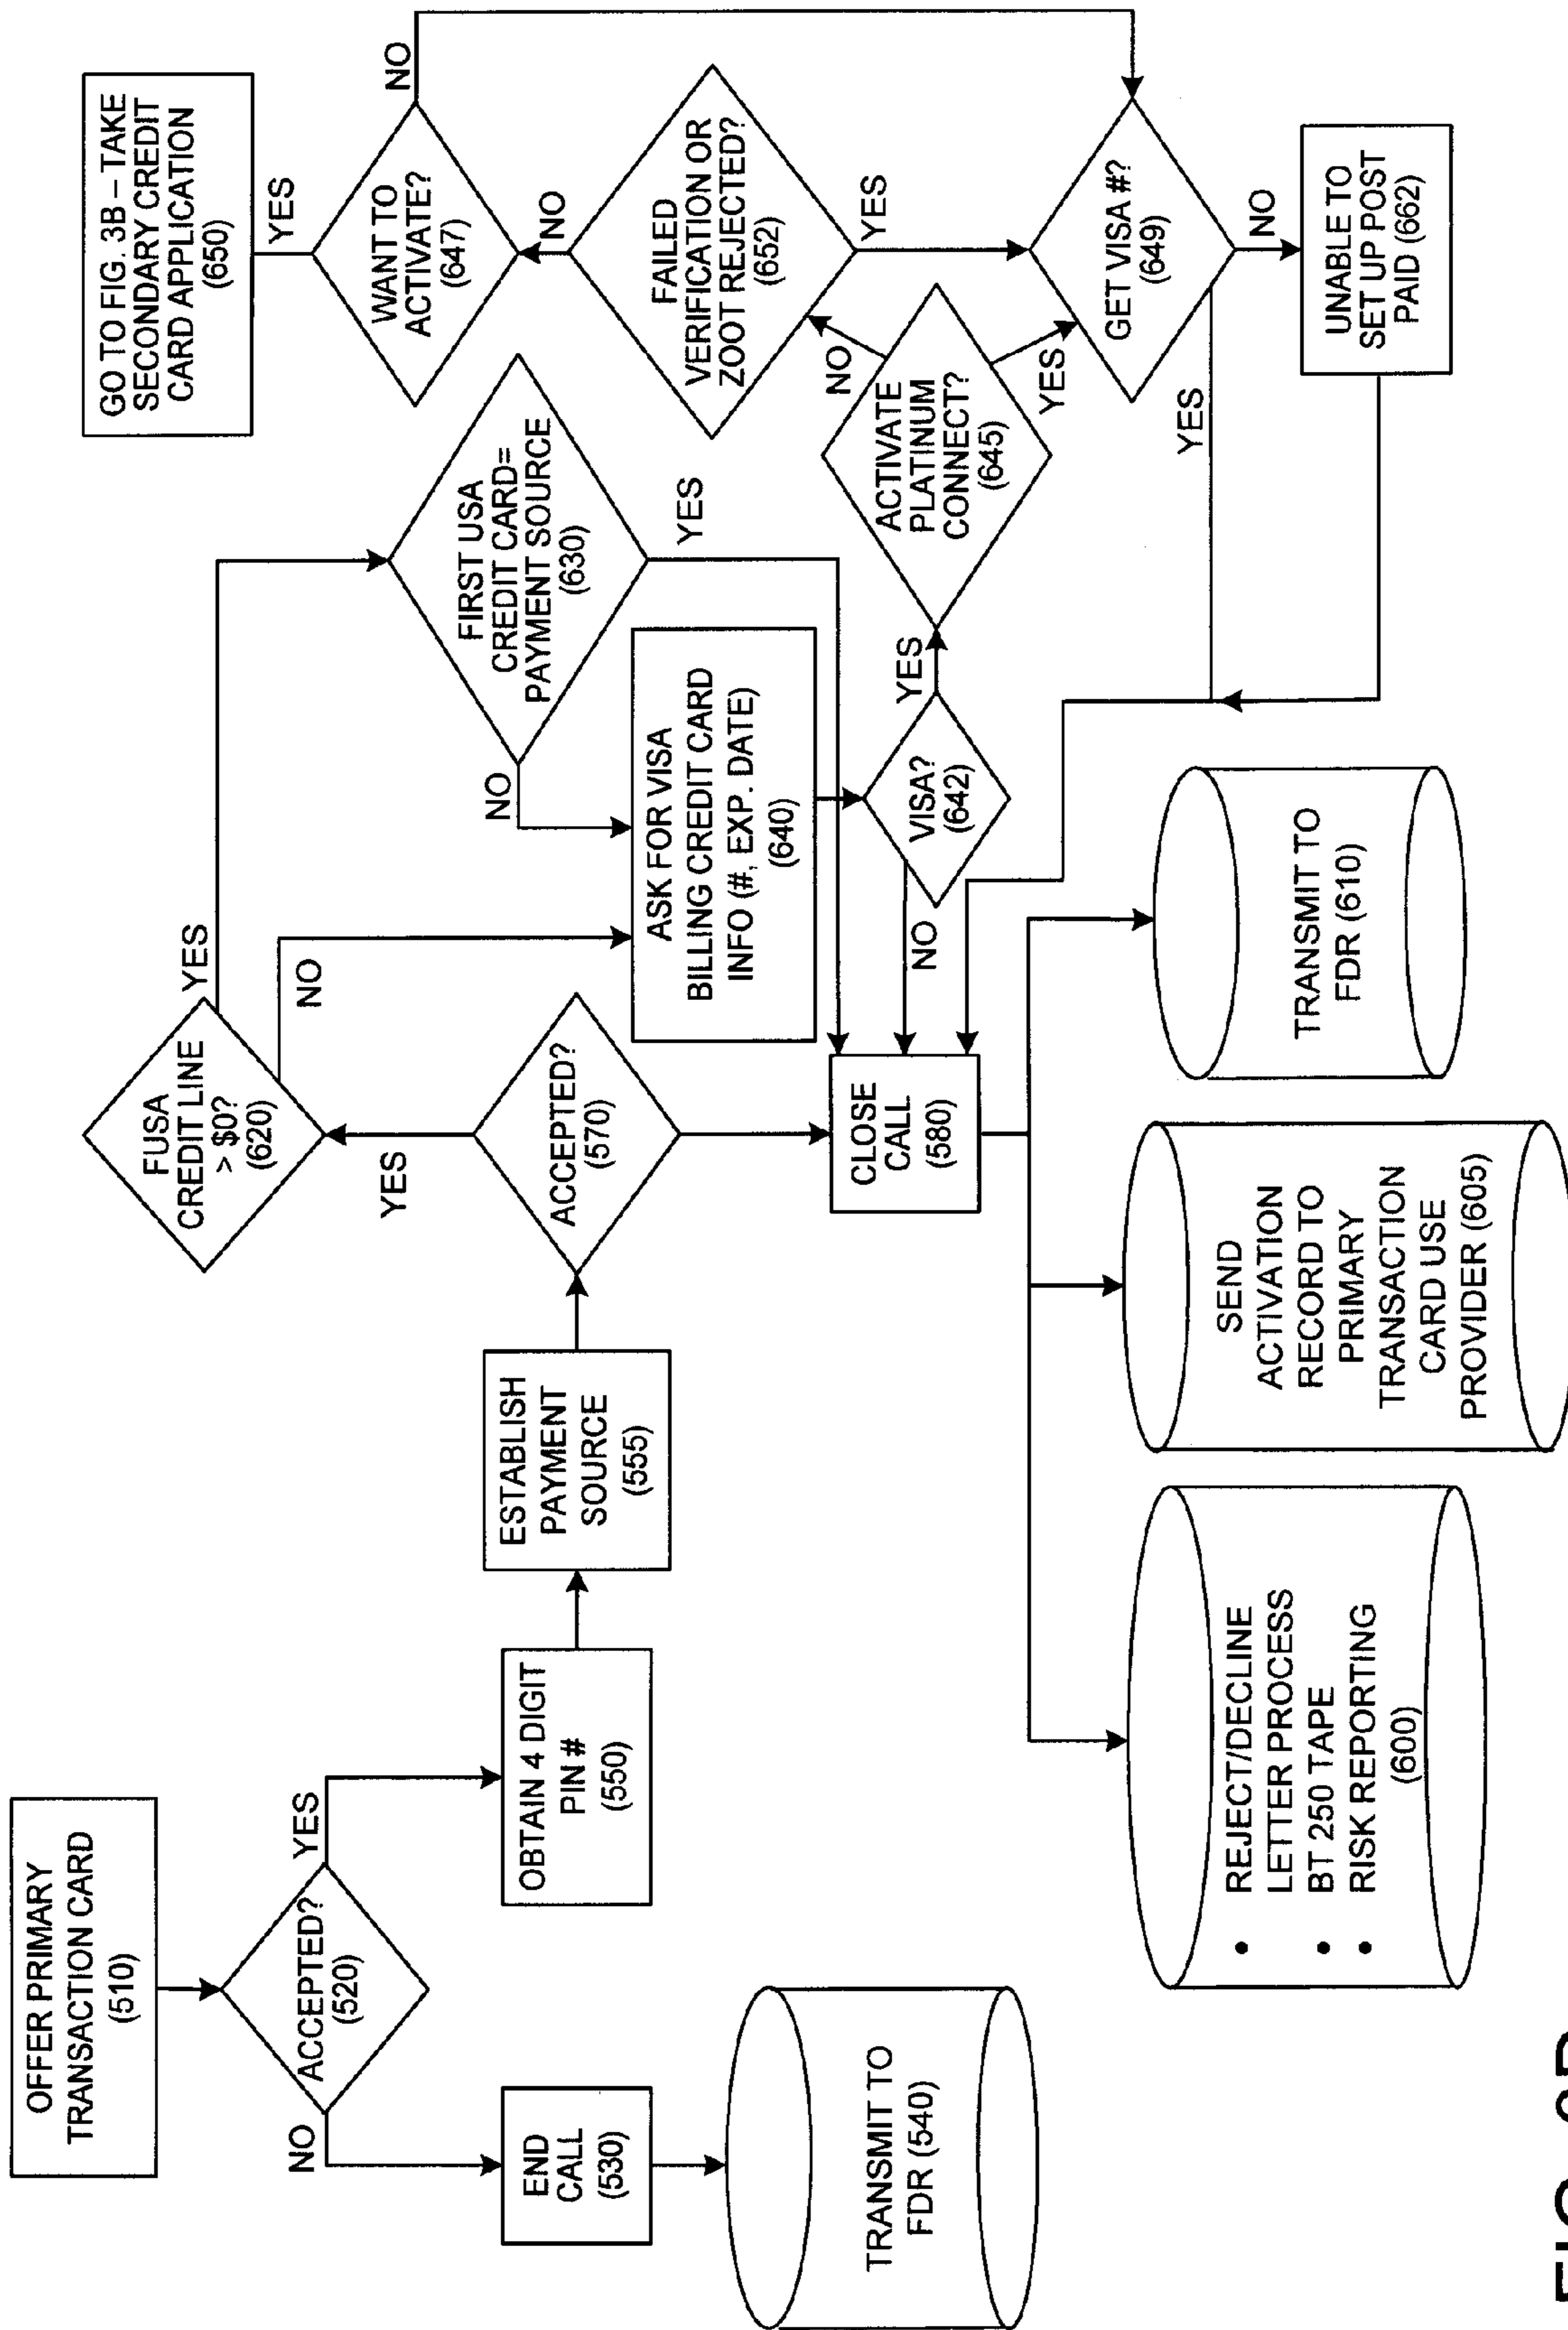 OFFER PRIMARY
TRANSACTION CARD
(510)
ACCEPTED?
(520)
NO
YES
END
CALL
(530)
TRANSMIT TO
FDR (540)
OBTAIN 4 DIGIT
PIN #
(550)
ESTABLISH
PAYMENT
SOURCE
(555)
ACCEPTED?
(570)
YES
FUSA
CREDIT LINE
> $0?
(620)
YES
NO
FIRST USA
CREDIT CARD=
PAYMENT SOURCE
(630)
NO
YES
ASK FOR VISA
BILLING CREDIT CARD
INFO (#, EXP. DATE)
(640)
VISA?
(642)
YES
NO
CLOSE
CALL
(580)
ACTIVATE
PLATINUM
CONNECT?
(645)
NO
YES
FAILED
VERIFICATION OR
ZOOT REJECTED?
(652)
NO
YES
WANT TO
ACTIVATE?
(647)
YES
NO
GO TO FIG. 3B – TAKE
SECONDARY CREDIT
CARD APPLICATION
(650)
GET VISA #?
(649)
YES
NO
UNABLE TO
SET UP POST
PAID (662)
• REJECT/DECLINE
LETTER PROCESS
• BT 250 TAPE
• RISK REPORTING
(600)
SEND
ACTIVATION
RECORD TO
PRIMARY
TRANSACTION
CARD USE
PROVIDER (605)
TRANSMIT TO
FDR (610)